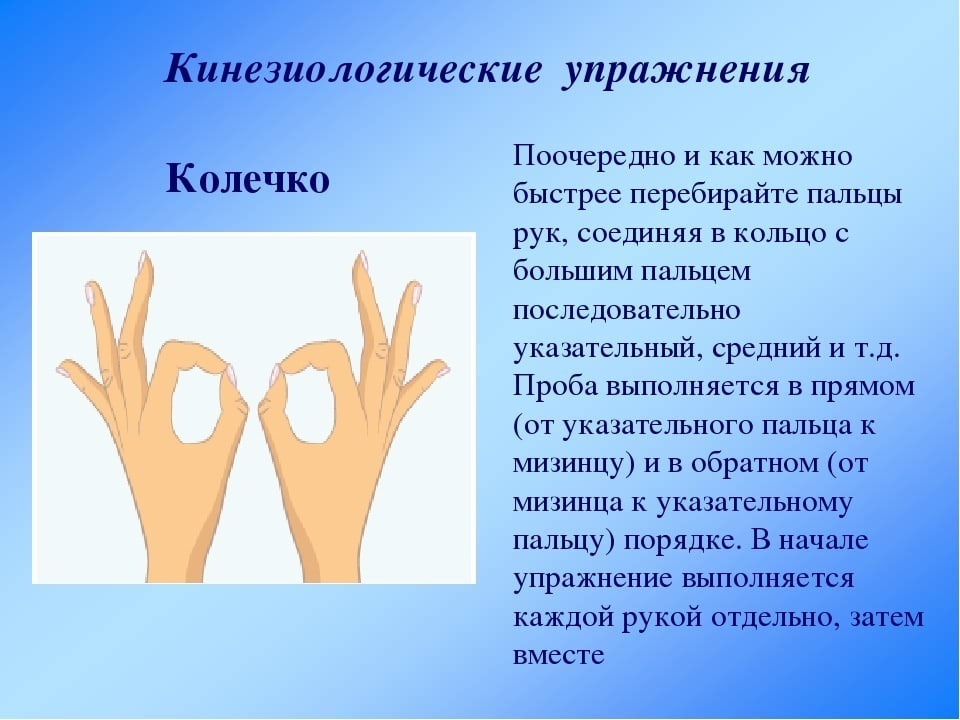 Кинезиологические упражнения
Колечко
Поочередно и как можно
быстрее перебирайте пальцы
рук, соединяя в кольцо с
большим пальцем
последовательно
указательный, средний и т.д.
Проба выполняется в прямом
(от указательного пальца к
мизинцу) и в обратном (от
мизинца к указательному
пальцу) порядке. В начале
упражнение выполняется
каждой рукой отдельно, затем
вместе